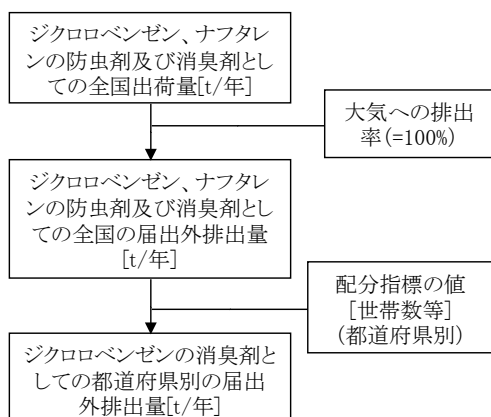 ジクロロベンゼン、ナフタレ
ンの防虫剤及び消臭剤とし
ての全国出荷量[t/年]
大気への排出
率(=100%)
ジクロロベンゼン、ナフタレ
ンの防虫剤及び消臭剤とし
ての全国の届出外排出量
[t/年]
配分指標の値
[世帯数等]
(都道府県別)
ジクロロベンゼンの消臭剤と
しての都道府県別の届出
外排出量[t/年]